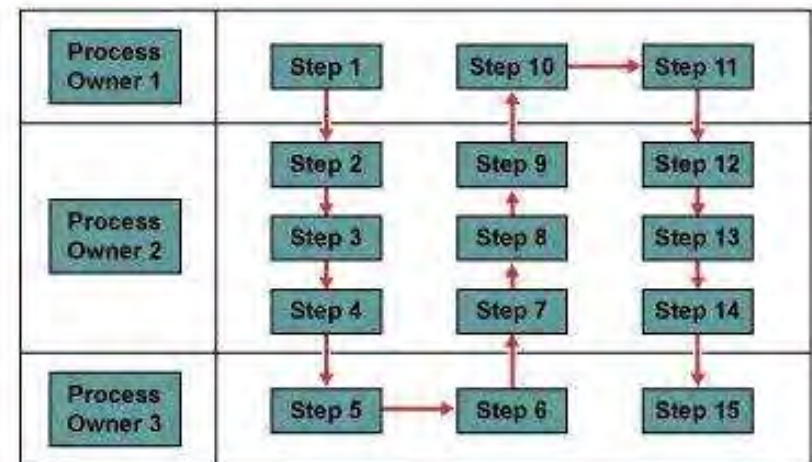 Process
Owner 1
Step 1
Step 10
Step 11
Process
Owner 2
Step 2
Step 9
Step 12
Step 3
Step 8
Step 13
Step 4
Step 7
Step 14
Process
Owner 3
Step 5
Step 6
Step 15